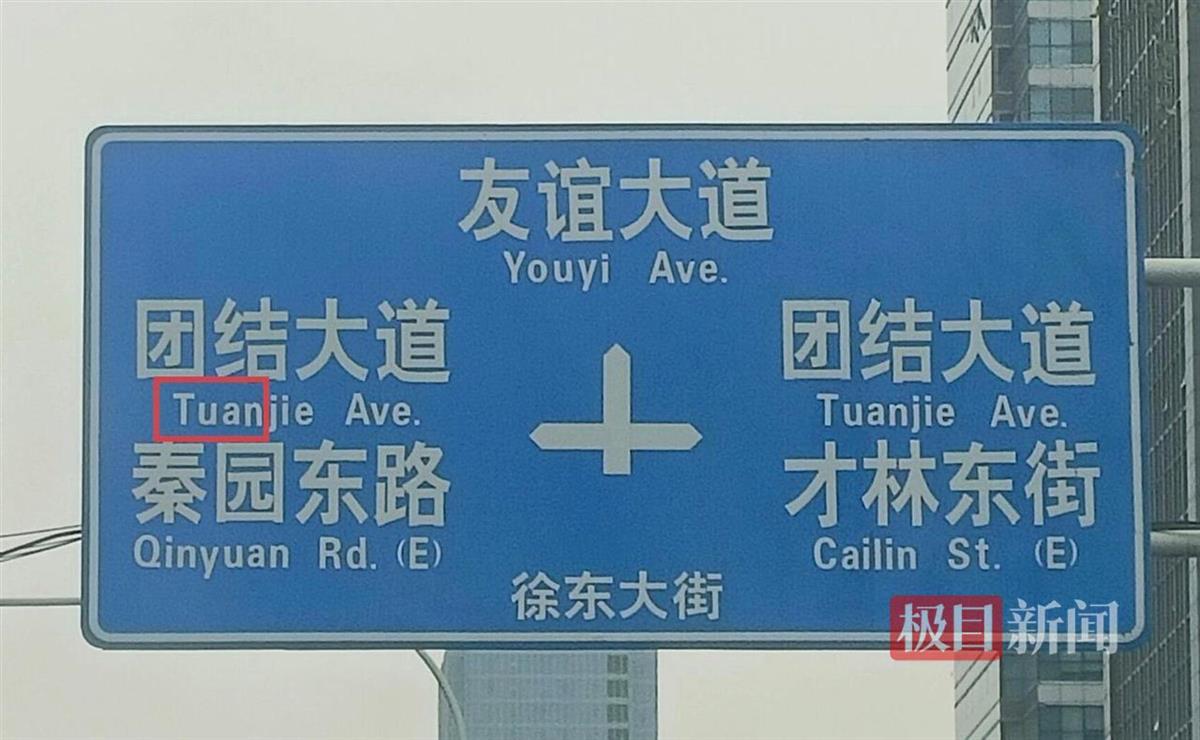 友谊大道
Youyi Ave.
团结大道
Tuanjie Ave.
秦园东路
Qinyuan Rd. (E)
团结大道
Tuanjie Ave.
才林东街
Cailin St. (E)
徐东大街
极目新闻